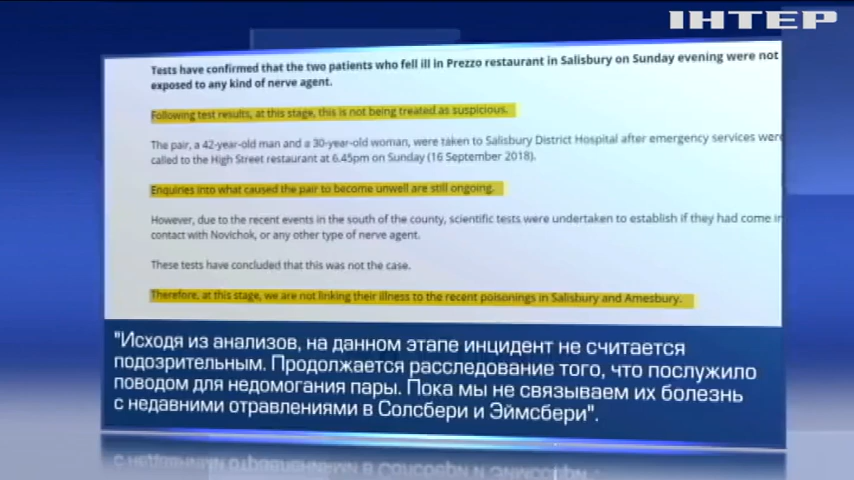 ІНТЕР
Tests have confirmed that the two patients who fell ill in Prezzo restaurant in Salisbury on Sunday evening were not
exposed to any kind of nerve agent.
Following test results, at this stage, this is not being treated as suspicious.
The pair, a 42-year-old man and a 30-year-old woman, were taken to Salisbury District Hospital after emergency services were
called to the High Street restaurant at 6.45pm on Sunday (16 September 2018).
Enquiries into what caused the pair to become unwell are still ongoing.
However, due to the recent events in the south of the county, scientific tests were undertaken to establish if they had come in
contact with Novichok, or any other type of nerve agent.
These tests have concluded that this was not the case.
Therefore, at this stage, we are not linking their illness to the recent poisonings in Salisbury and Amesbury.
"Исходя из анализов, на данном этапе инцидент не считается
подозрительным. Продолжается расследование того, что послужило
поводом для недомогания пары. Пока мы не связываем их болезнь
с недавними отравлениями в Солсбери и Эймсбери".